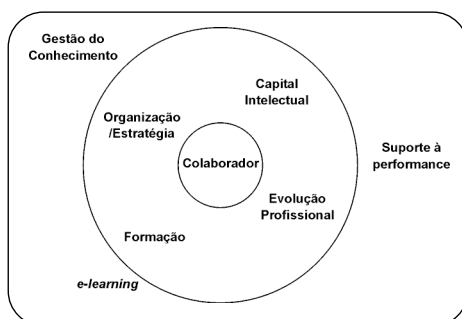 Gestão do
Conhecimento
Capital
Intelectual
Organização
/Estratégia
Suporte à
performance
Colaborador
Evolução
Profissional
Formação
e-learning